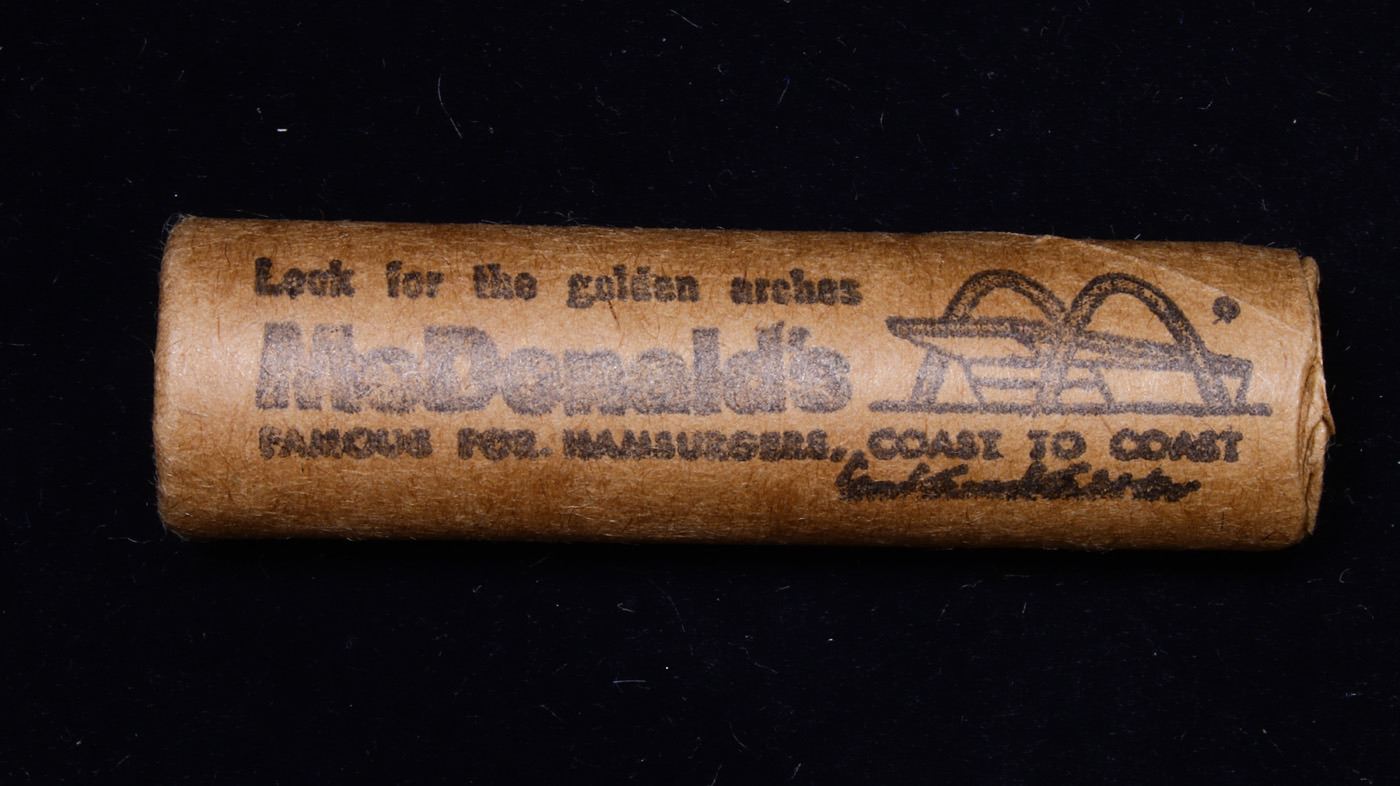 Look for the golden arches
McDonald's
FAMOUS FOR HAMBURGERS, COAST TO COAST